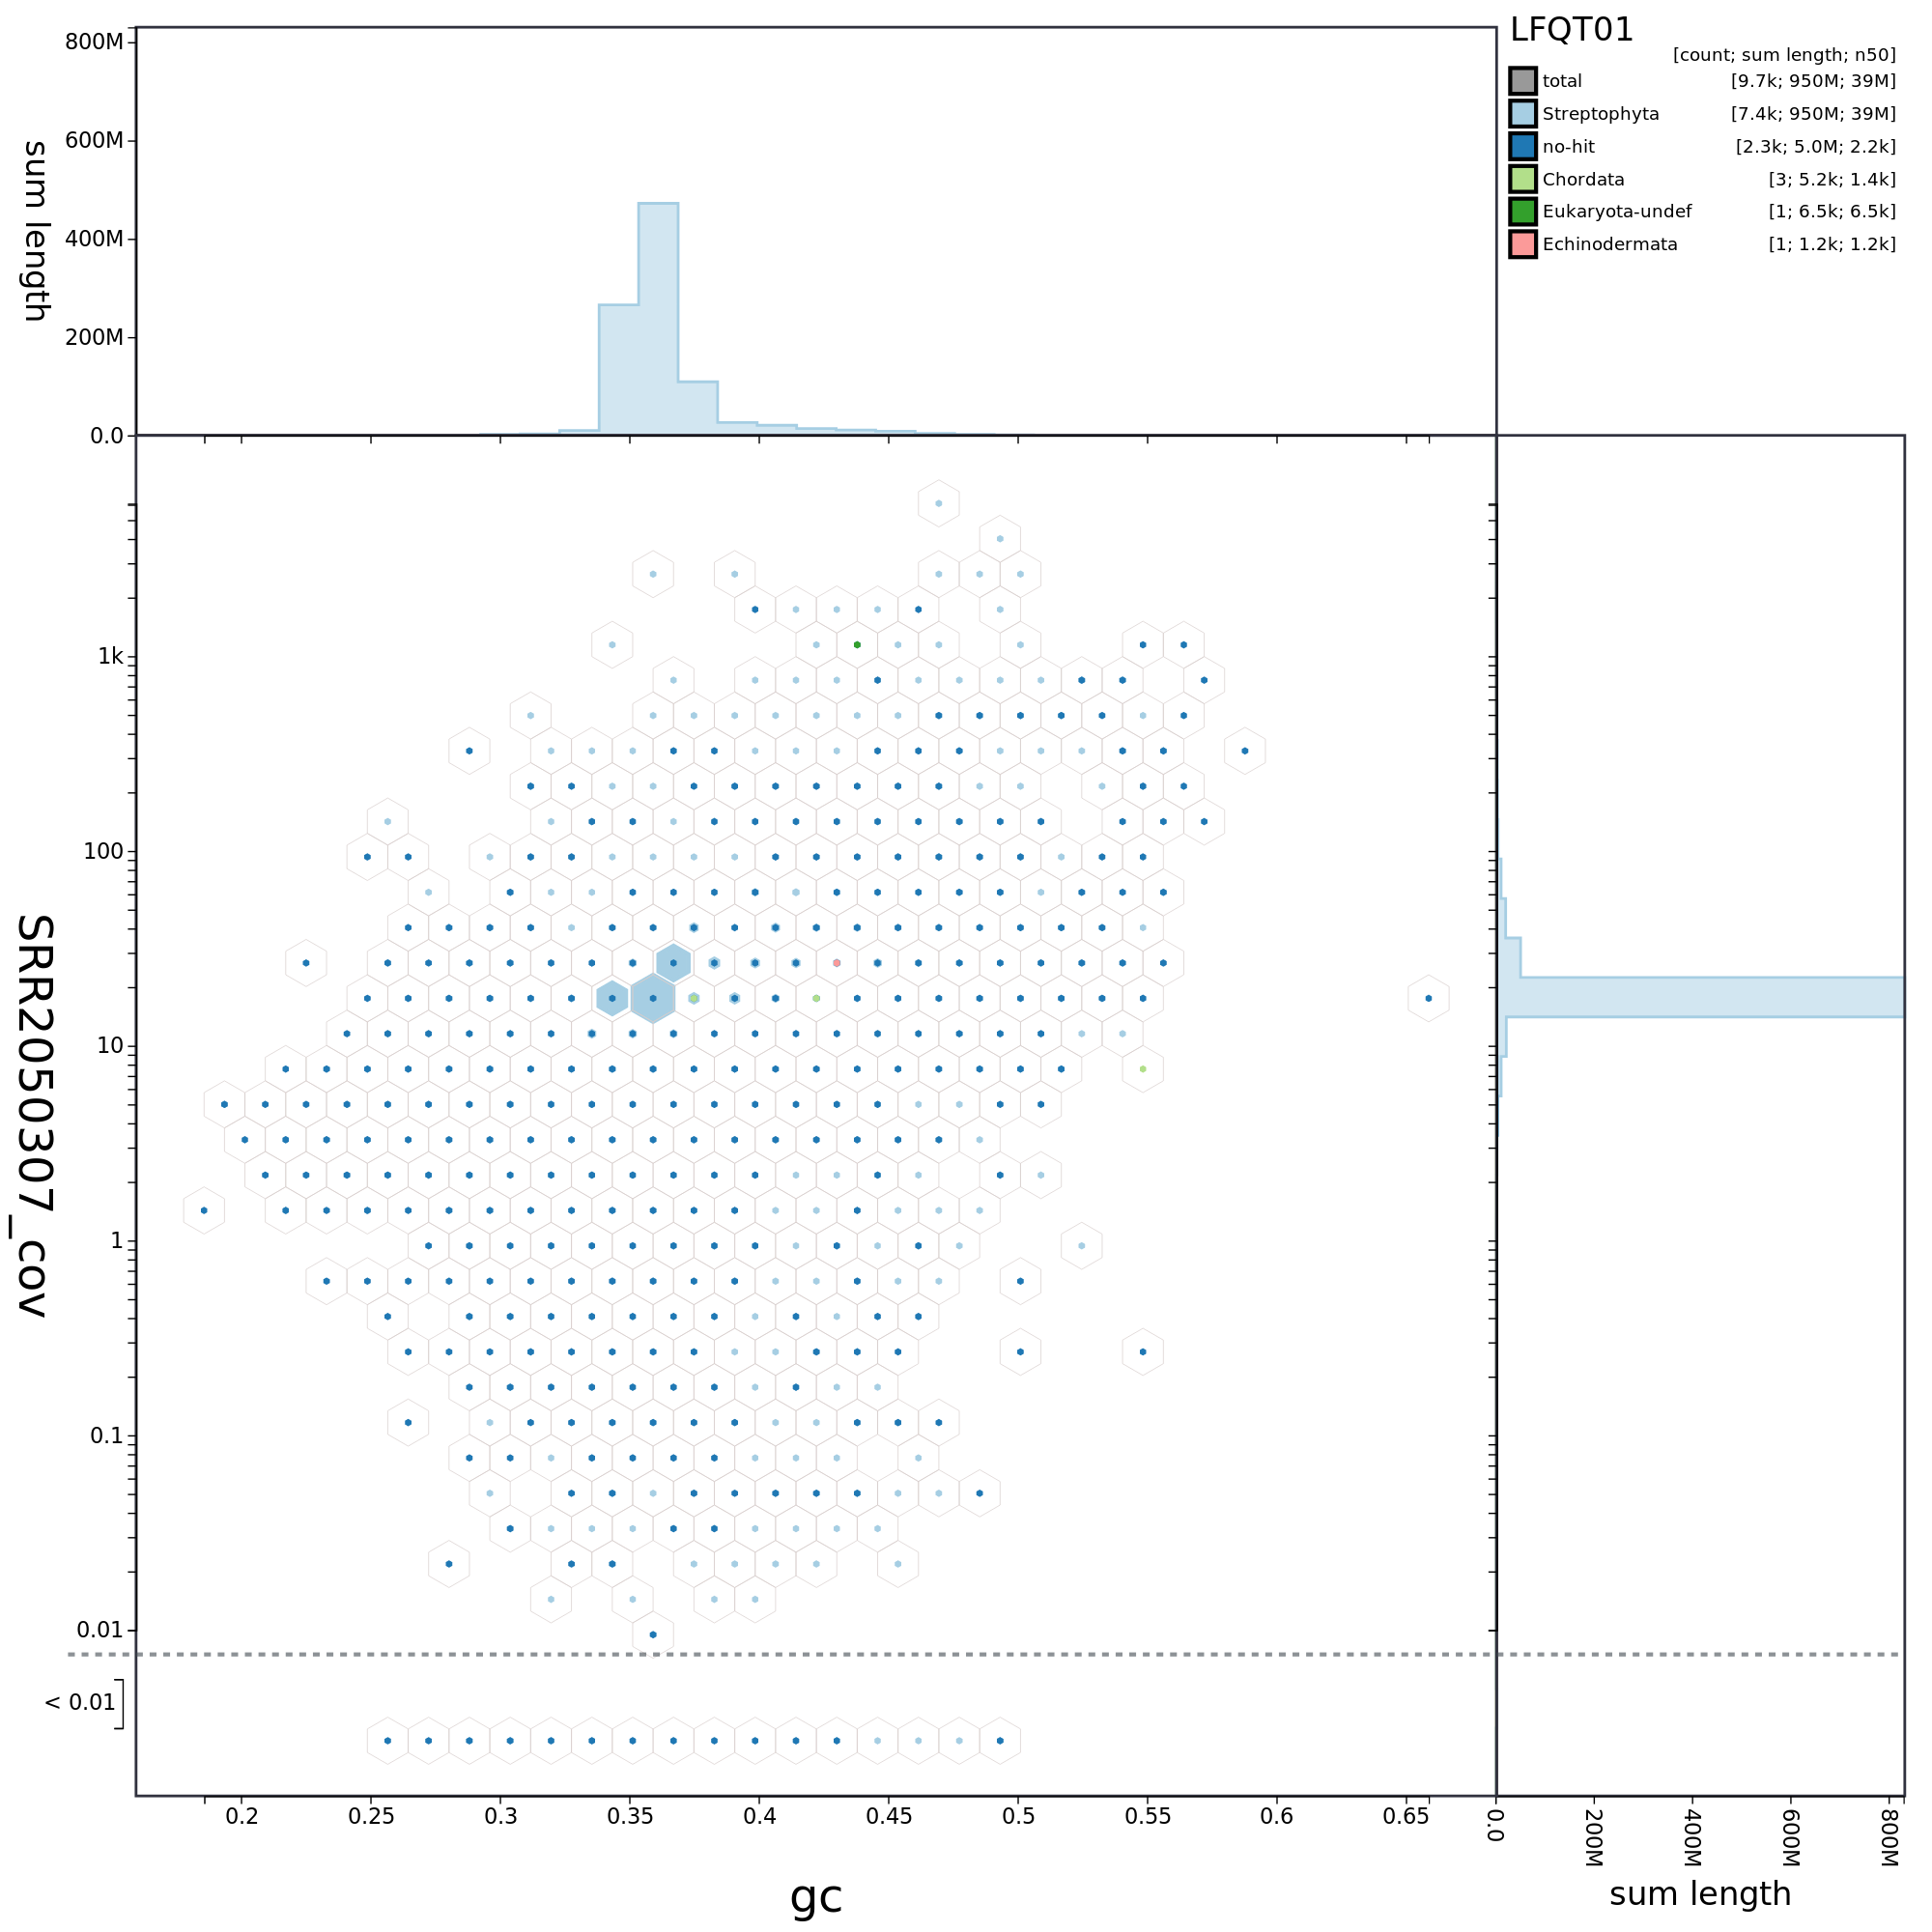 LFQT01
[count; sum length; n50]
total [9.7k; 950M; 39M]
Streptophyta [7.4k; 950M; 39M]
no-hit [2.3k; 5.0M; 2.2k]
Chordata [3; 5.2k; 1.4k]
Eukaryota-undef [1; 6.5k; 6.5k]
Echinodermata [1; 1.2k; 1.2k]
sum length
800M
600M
400M
200M
0.0
SRR2050307_cov
1k
100
10
1
0.1
0.01
< 0.01
0.2 0.25 0.3 0.35 0.4 0.45 0.5 0.55 0.6 0.65
gc
0.0 200M 400M 600M 800M
sum length